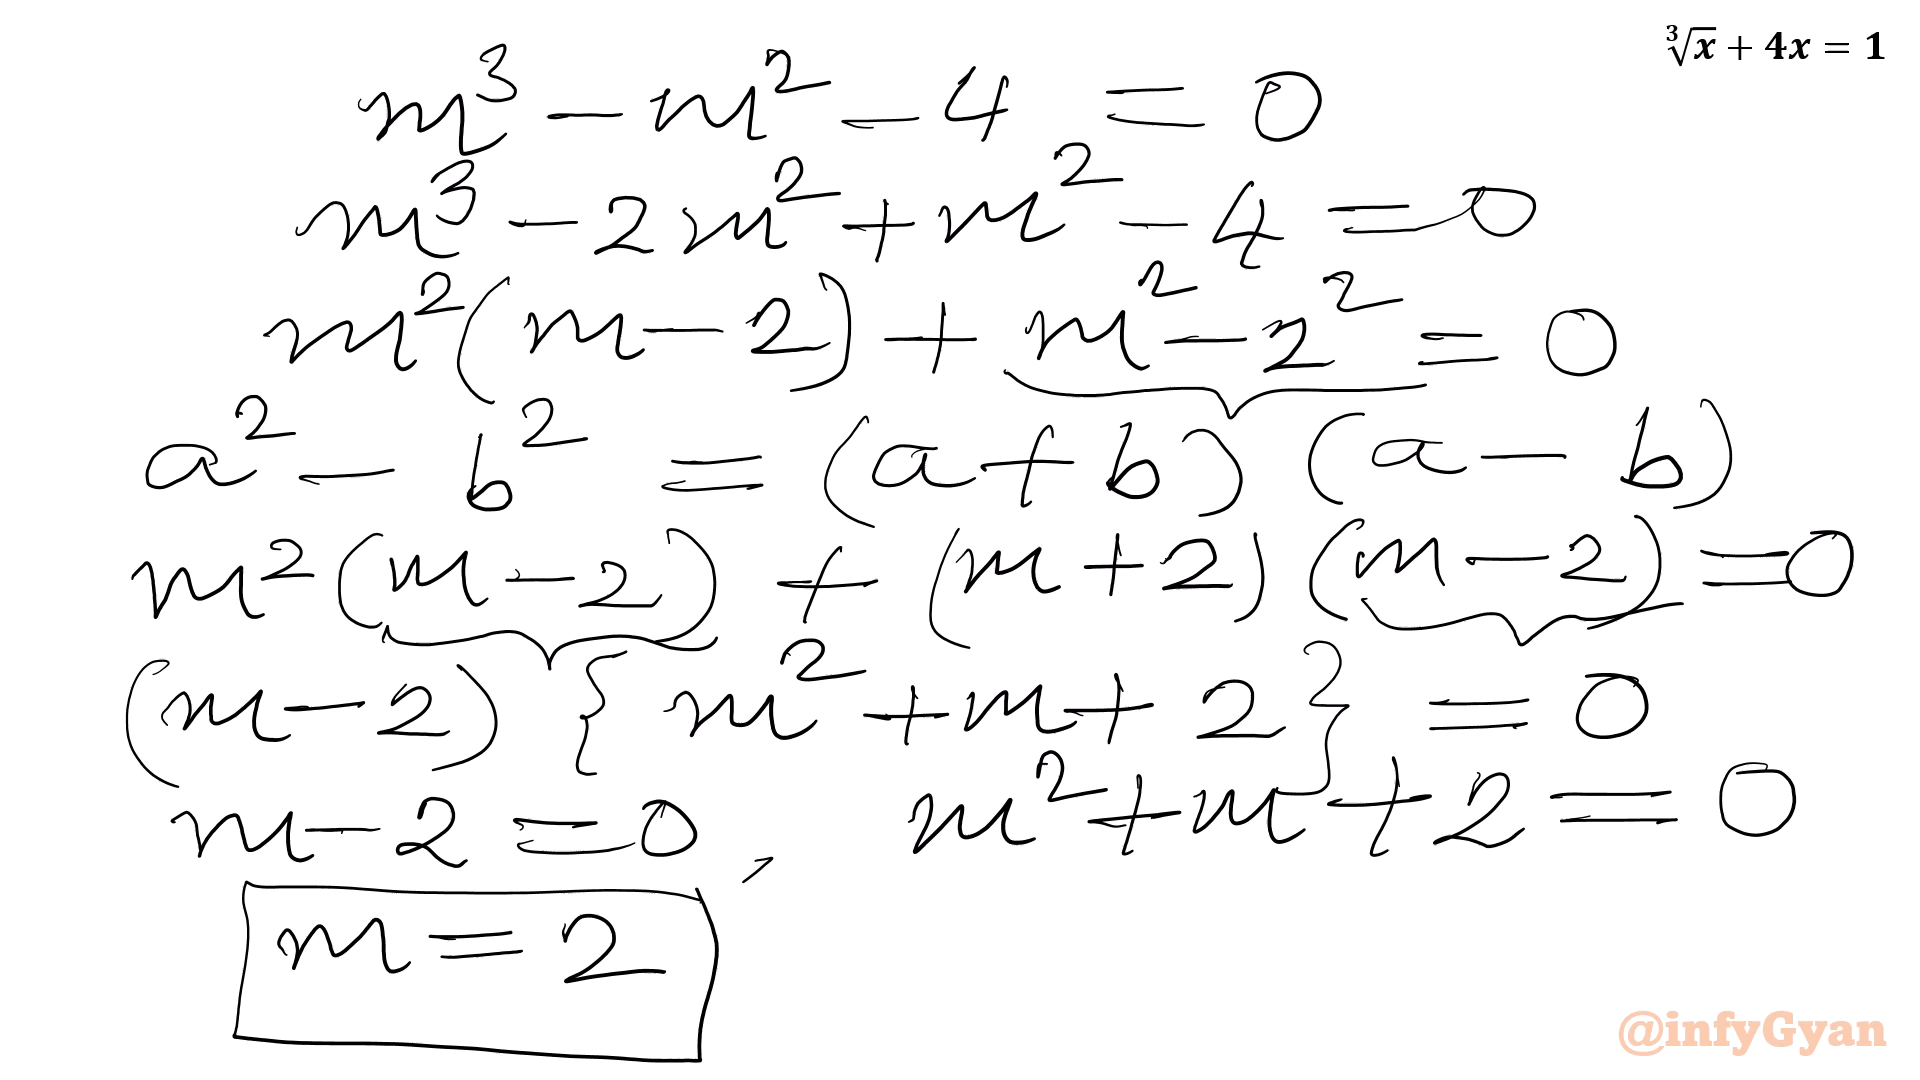 ∛x + 4x = 1
m³ − m² − 4 = 0
m³ − 2m² + m² − 4 = 0
m²(m − 2) + m² − 2² = 0
a² − b² = (a + b) (a − b)
m²(m − 2) + (m + 2) (m − 2) = 0
(m − 2) {m² + m + 2} = 0
m − 2 = 0 , m² + m + 2 = 0
m = 2
@infyGyan